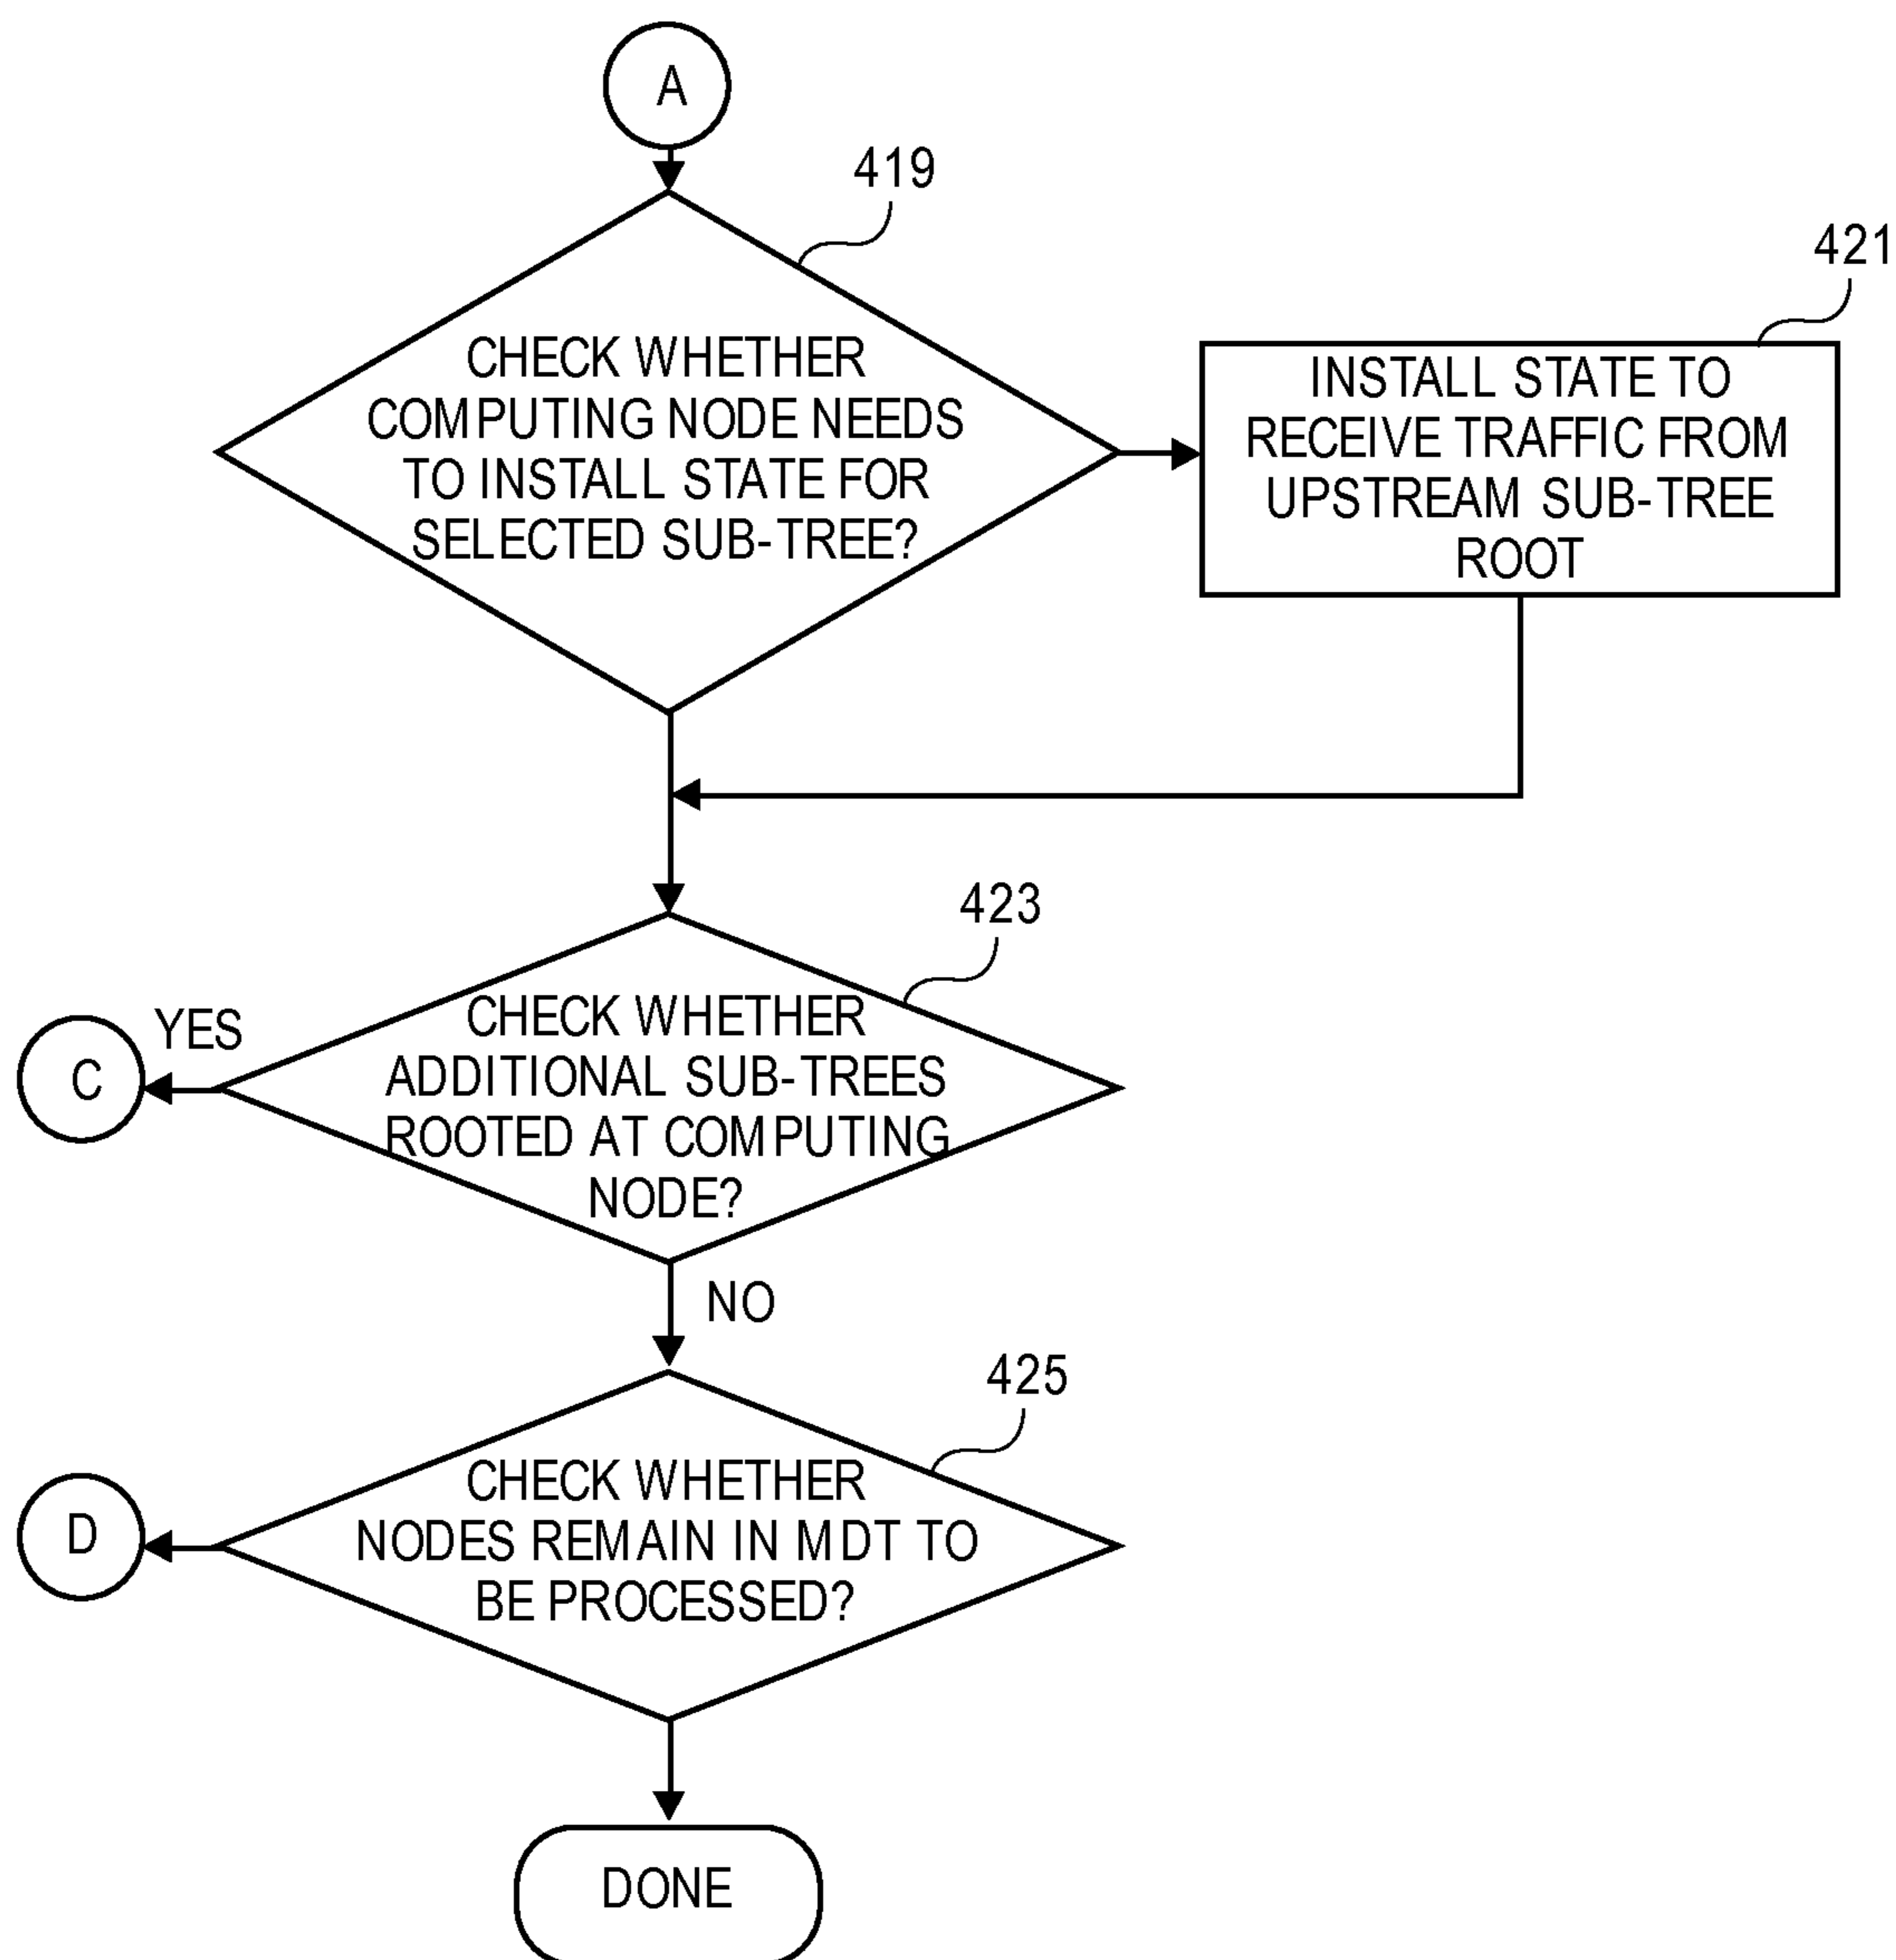 A
419
CHECK WHETHER
COMPUTING NODE NEEDS
TO INSTALL STATE FOR
SELECTED SUB-TREE?
421
INSTALL STATE TO
RECEIVE TRAFFIC FROM
UPSTREAM SUB-TREE
ROOT
423
CHECK WHETHER
ADDITIONAL SUB-TREES
ROOTED AT COMPUTING
NODE?
YES
C
NO
425
CHECK WHETHER
NODES REMAIN IN MDT TO
BE PROCESSED?
D
DONE